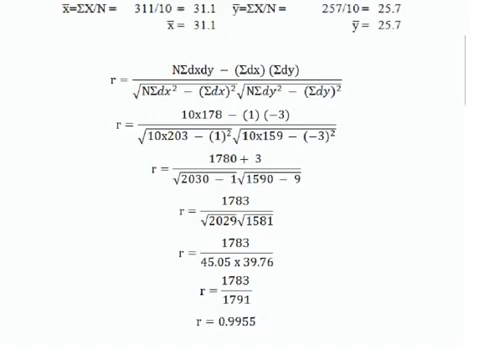 x̅=ΣX/N = 311/10 = 31.1 y̅=ΣX/N = 257/10 = 25.7
x̅ = 31.1 y̅ = 25.7
r = NΣdxdy − (Σdx) (Σdy) / √NΣdx² − (Σdx)² √NΣdy² − (Σdy)²
r = 10x178 − (1) (−3) / √10x203 − (1)² √10x159 − (−3)²
r = 1780 + 3 / √2030 − 1 √1590 − 9
r = 1783 / √2029 √1581
r = 1783 / 45.05 x 39.76
r = 1783 / 1791
r = 0.9955